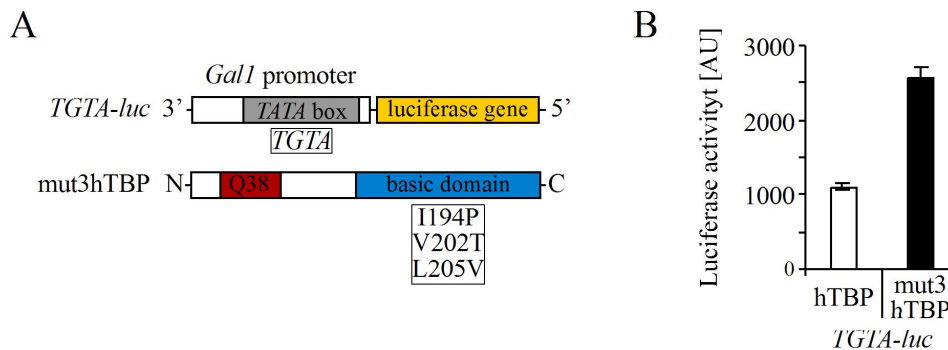 A
Gal1 promoter
TGTA-luc 3’ TATA box luciferase gene 5’
TGTA
mut3hTBP N Q38 basic domain C
I194P
V202T
L205V
B
Luciferase activityt [AU]
3000
2000
1000
0
hTBP
mut3
hTBP
TGTA-luc